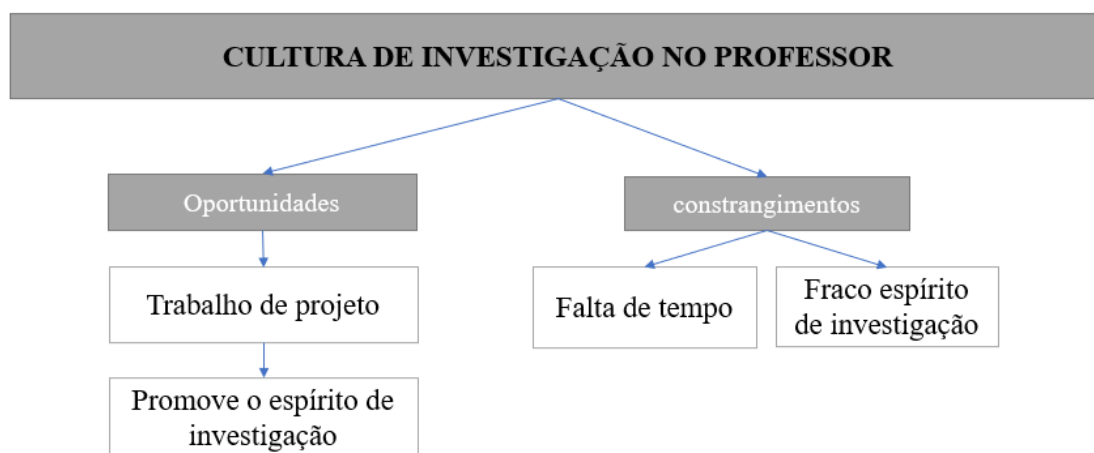 CULTURA DE INVESTIGAÇÃO NO PROFESSOR
Oportunidades
constrangimentos
Trabalho de projeto
Falta de tempo
Fraco espírito
de investigação
Promove o espírito de
investigação